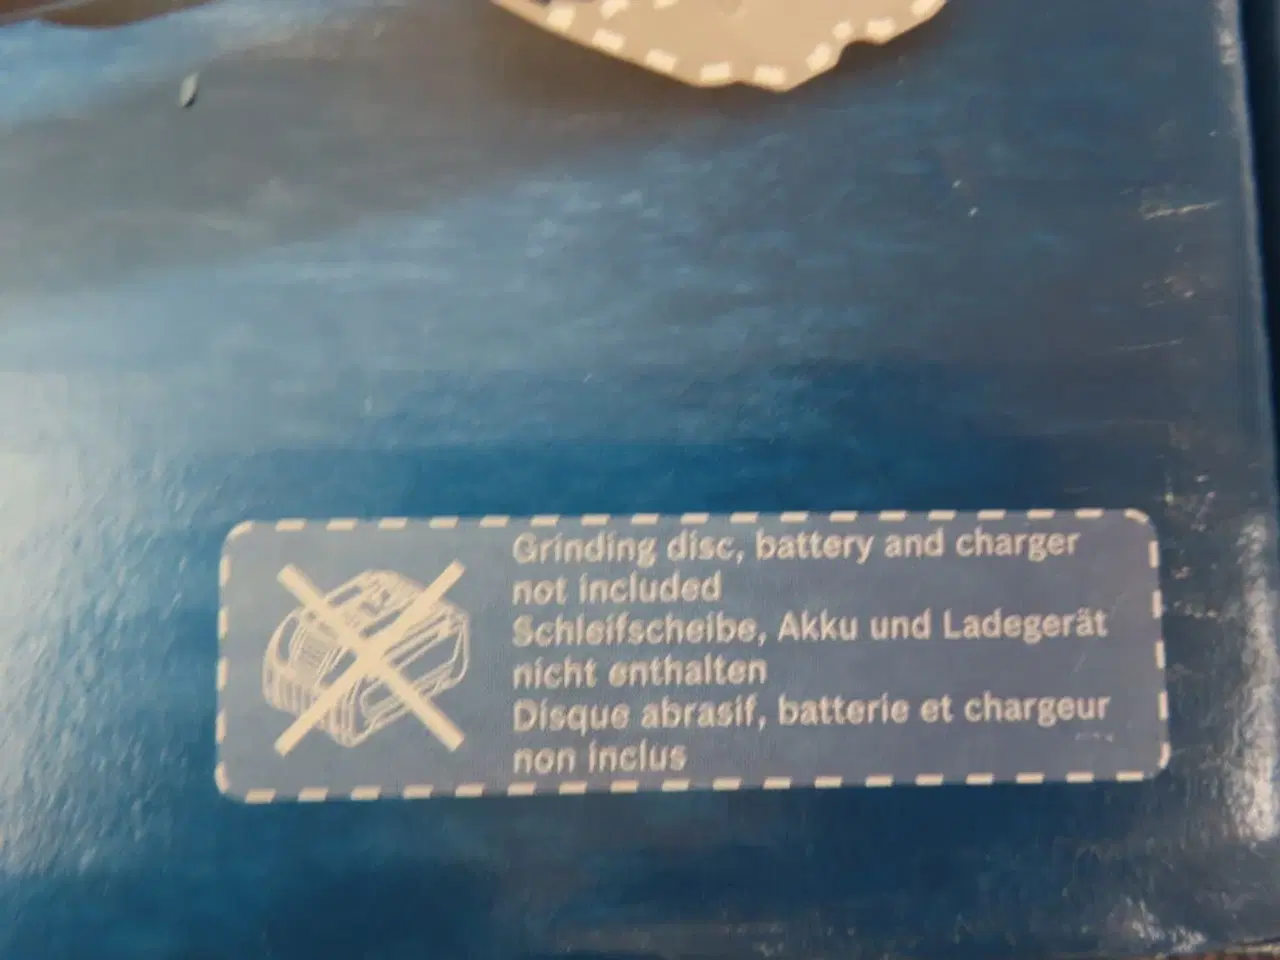 Grinding disc, battery and charger
not included
Schleifscheibe, Akku und Ladegerät
nicht enthalten
Disque abrasif, batterie et chargeur
non inclus